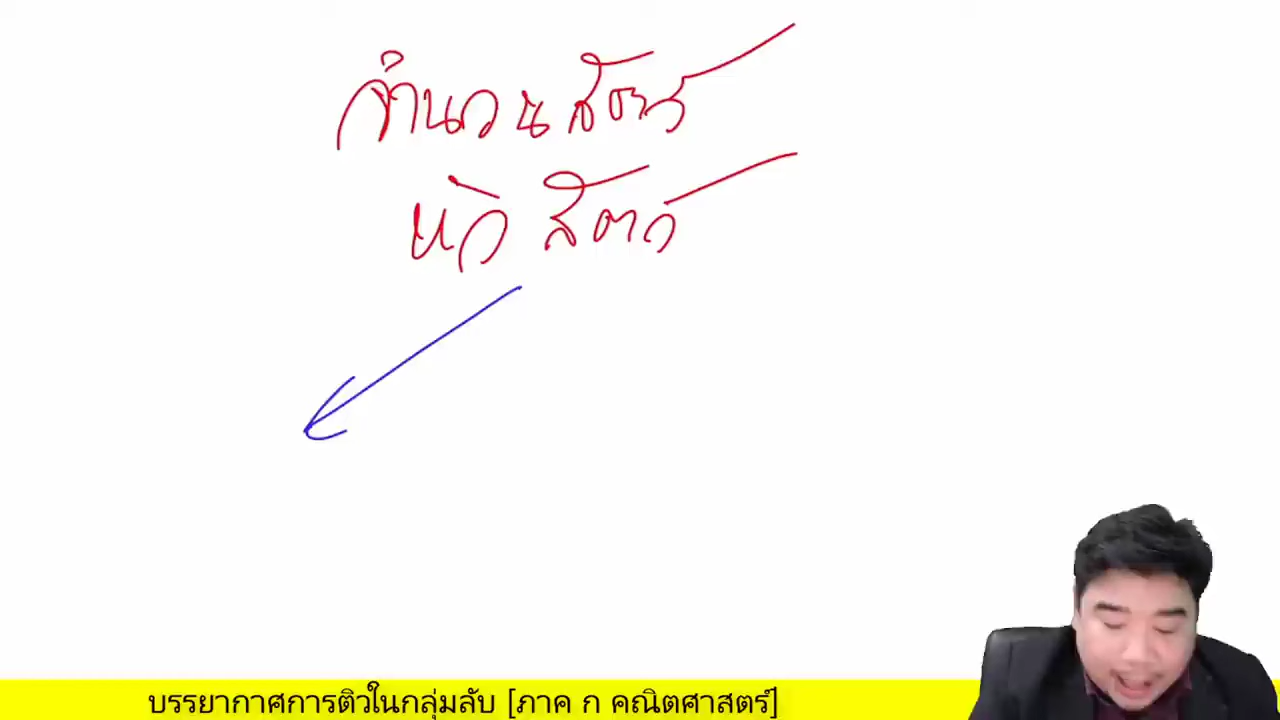 จำนวนสัตว์
หัวสัตว์
บรรยากาศการติวในกลุ่มลับ [ภาค ก คณิตศาสตร์]